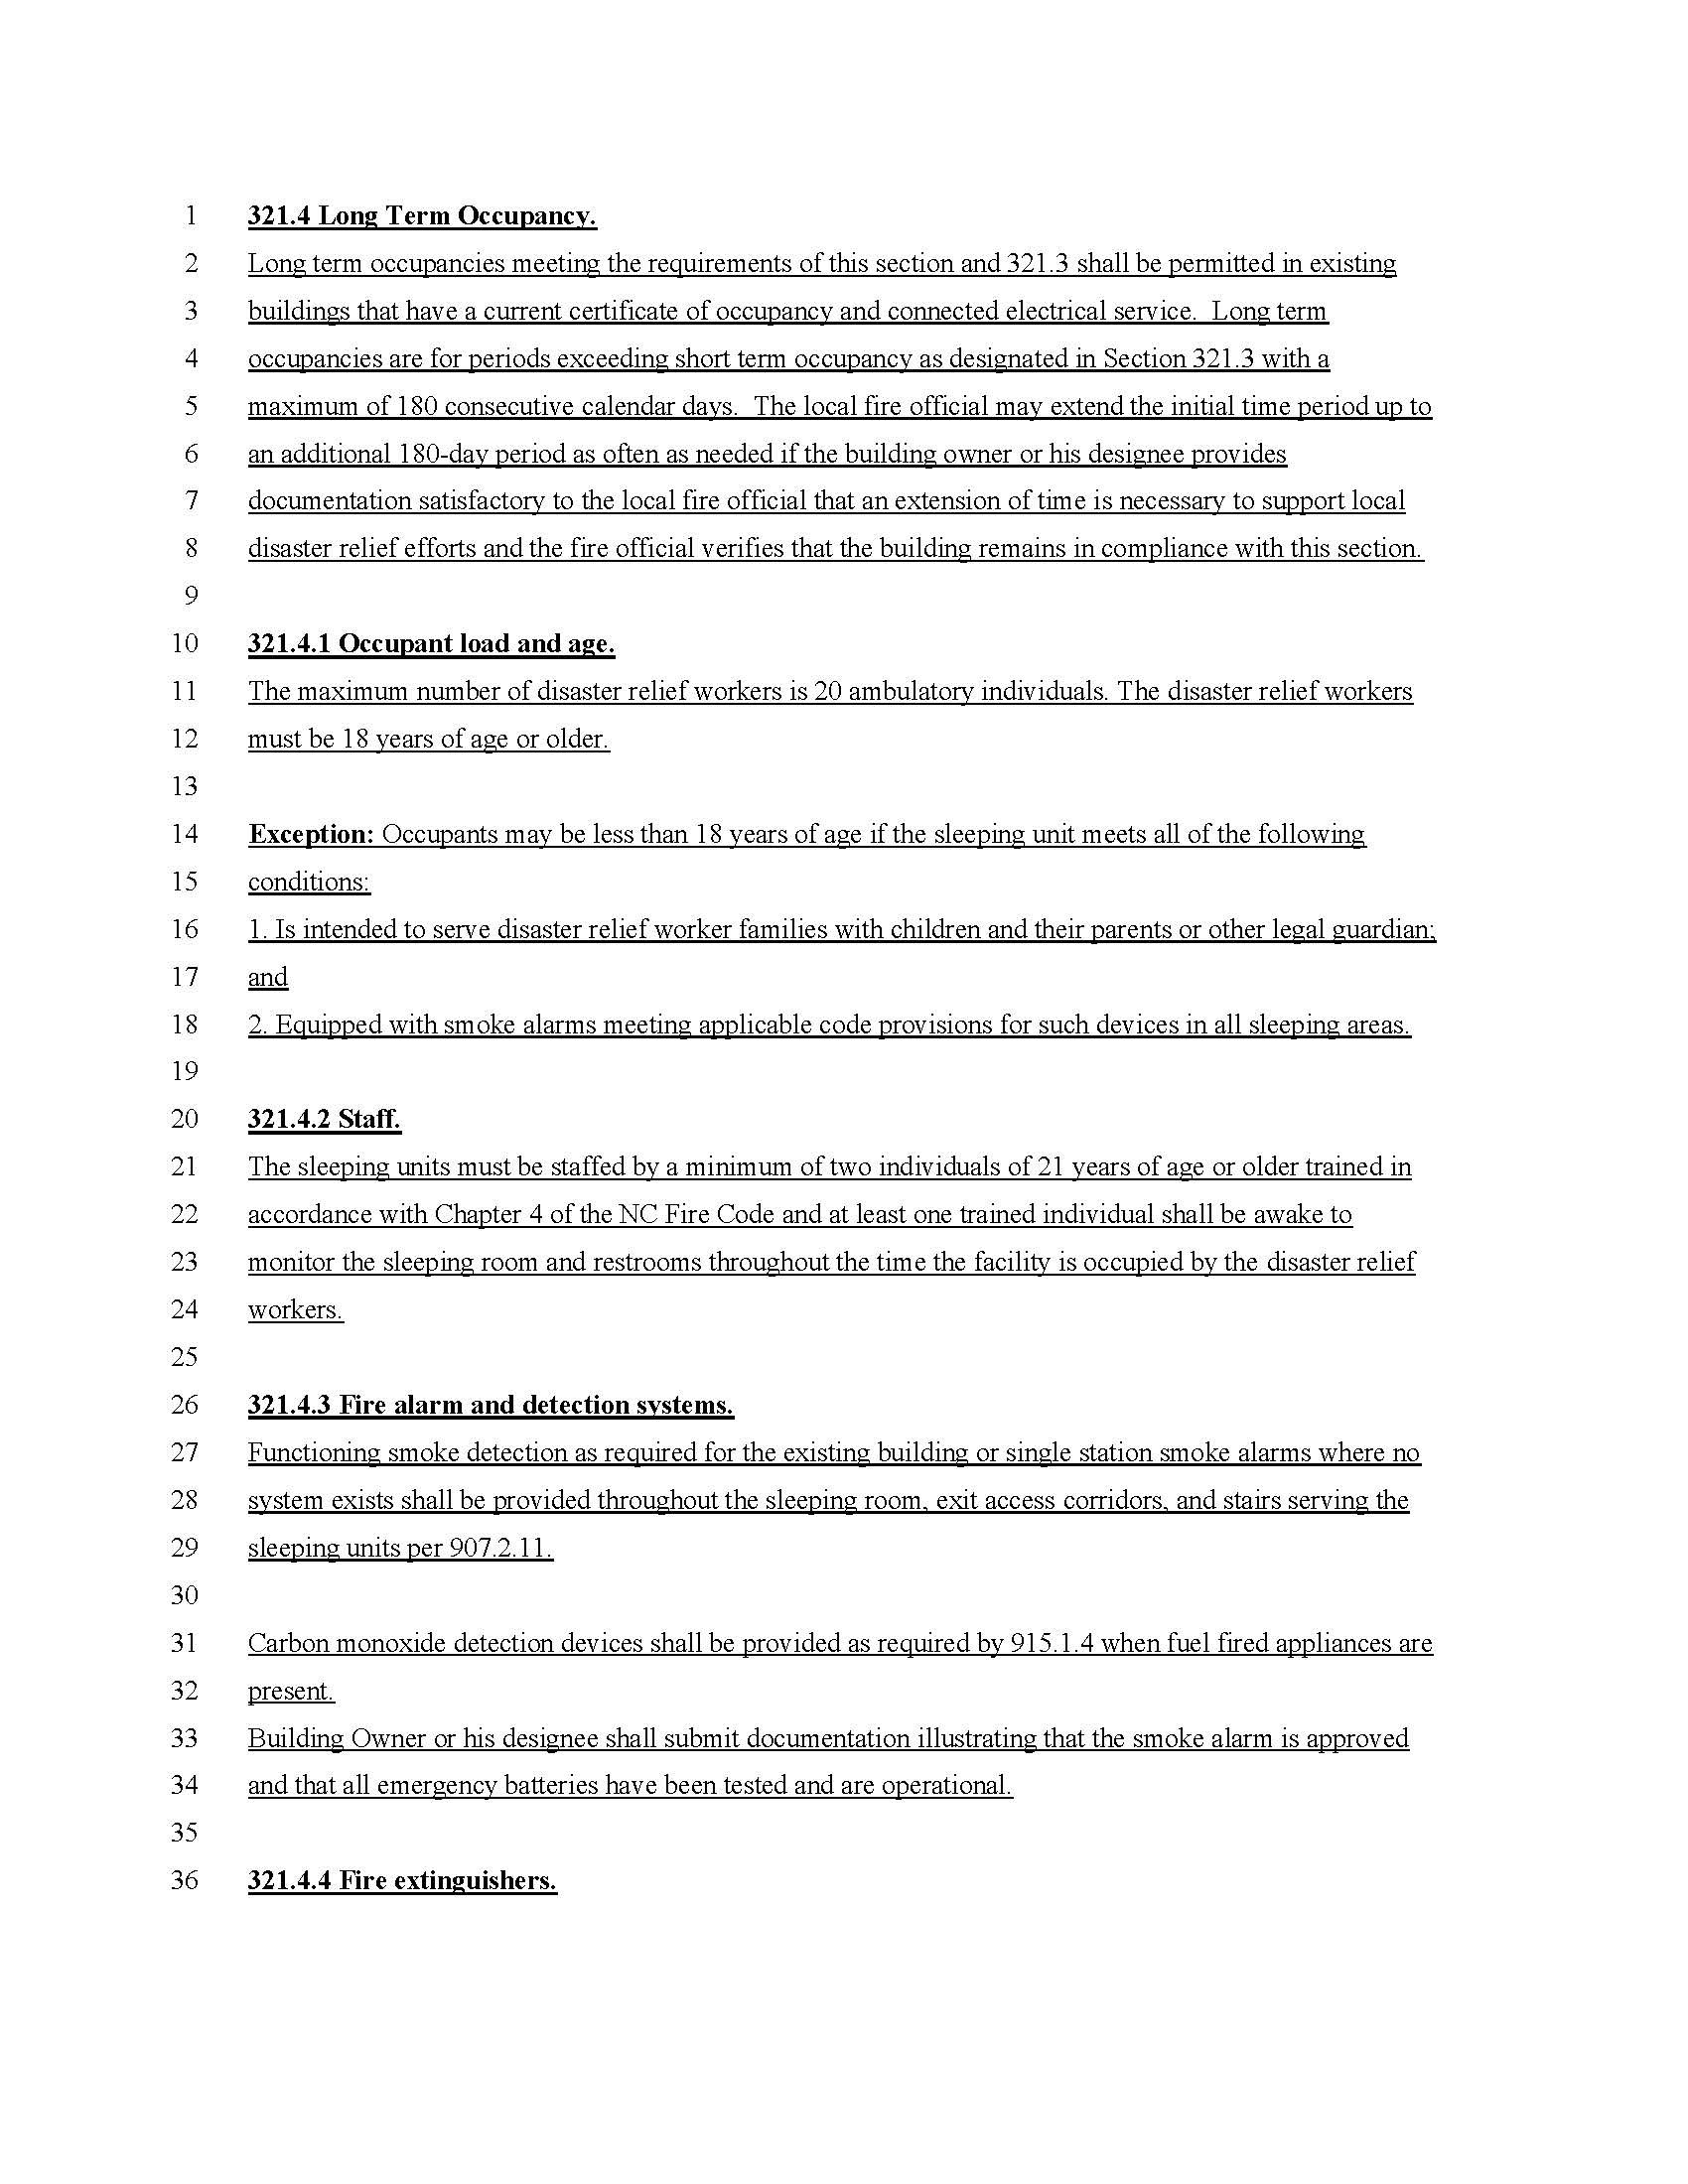 1 321.4 Long Term Occupancy.
2 Long term occupancies meeting the requirements of this section and 321.3 shall be permitted in existing
3 buildings that have a current certificate of occupancy and connected electrical service.  Long term
4 occupancies are for periods exceeding short term occupancy as designated in Section 321.3 with a
5 maximum of 180 consecutive calendar days.  The local fire official may extend the initial time period up to
6 an additional 180-day period as often as needed if the building owner or his designee provides
7 documentation satisfactory to the local fire official that an extension of time is necessary to support local
8 disaster relief efforts and the fire official verifies that the building remains in compliance with this section.
9
10 321.4.1 Occupant load and age.
11 The maximum number of disaster relief workers is 20 ambulatory individuals. The disaster relief workers
12 must be 18 years of age or older.
13
14 Exception: Occupants may be less than 18 years of age if the sleeping unit meets all of the following
15 conditions:
16 1. Is intended to serve disaster relief worker families with children and their parents or other legal guardian;
17 and
18 2. Equipped with smoke alarms meeting applicable code provisions for such devices in all sleeping areas.
19
20 321.4.2 Staff.
21 The sleeping units must be staffed by a minimum of two individuals of 21 years of age or older trained in
22 accordance with Chapter 4 of the NC Fire Code and at least one trained individual shall be awake to
23 monitor the sleeping room and restrooms throughout the time the facility is occupied by the disaster relief
24 workers.
25
26 321.4.3 Fire alarm and detection systems.
27 Functioning smoke detection as required for the existing building or single station smoke alarms where no
28 system exists shall be provided throughout the sleeping room, exit access corridors, and stairs serving the
29 sleeping units per 907.2.11.
30
31 Carbon monoxide detection devices shall be provided as required by 915.1.4 when fuel fired appliances are
32 present.
33 Building Owner or his designee shall submit documentation illustrating that the smoke alarm is approved
34 and that all emergency batteries have been tested and are operational.
35
36 321.4.4 Fire extinguishers.